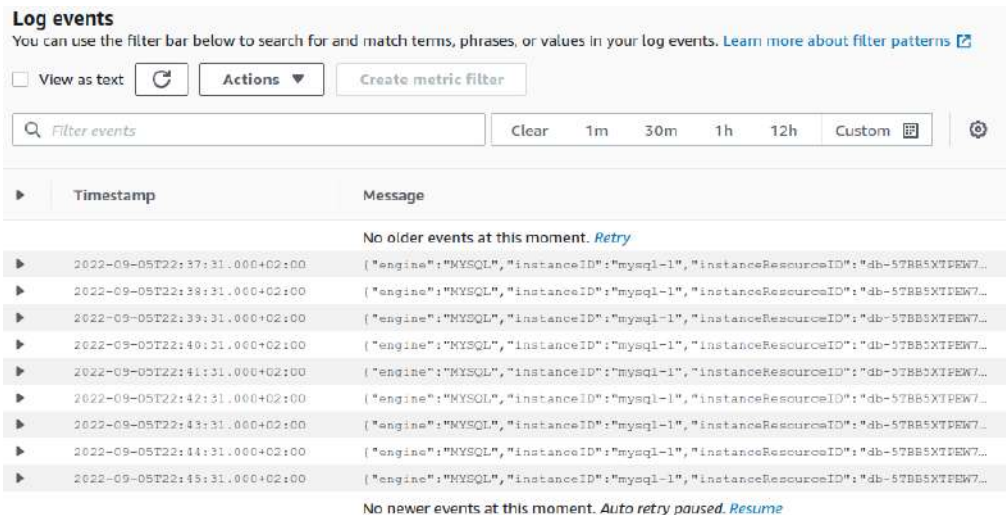 Log events
You can use the filter bar below to search for and match terms, phrases, or values in your log events. Learn more about filter patterns
View as text Actions Create metric filter
Filter events Clear 1m 30m 1h 12h Custom
Timestamp Message
No older events at this moment. Retry
2022-09-05T22:37:31.000+02:00 {"engine":"MYSQL","instanceID":"mysql-1","instanceResourceID":"db-5TBB5XTPEW7…
2022-09-05T22:38:31.000+02:00 {"engine":"MYSQL","instanceID":"mysql-1","instanceResourceID":"db-5TBB5XTPEW7…
2022-09-05T22:39:31.000+02:00 {"engine":"MYSQL","instanceID":"mysql-1","instanceResourceID":"db-5TBB5XTPEW7…
2022-09-05T22:40:31.000+02:00 {"engine":"MYSQL","instanceID":"mysql-1","instanceResourceID":"db-5TBB5XTPEW7…
2022-09-05T22:41:31.000+02:00 {"engine":"MYSQL","instanceID":"mysql-1","instanceResourceID":"db-5TBB5XTPEW7…
2022-09-05T22:42:31.000+02:00 {"engine":"MYSQL","instanceID":"mysql-1","instanceResourceID":"db-5TBB5XTPEW7…
2022-09-05T22:43:31.000+02:00 {"engine":"MYSQL","instanceID":"mysql-1","instanceResourceID":"db-5TBB5XTPEW7…
2022-09-05T22:44:31.000+02:00 {"engine":"MYSQL","instanceID":"mysql-1","instanceResourceID":"db-5TBB5XTPEW7…
2022-09-05T22:45:31.000+02:00 {"engine":"MYSQL","instanceID":"mysql-1","instanceResourceID":"db-5TBB5XTPEW7…
No newer events at this moment. Auto retry paused. Resume